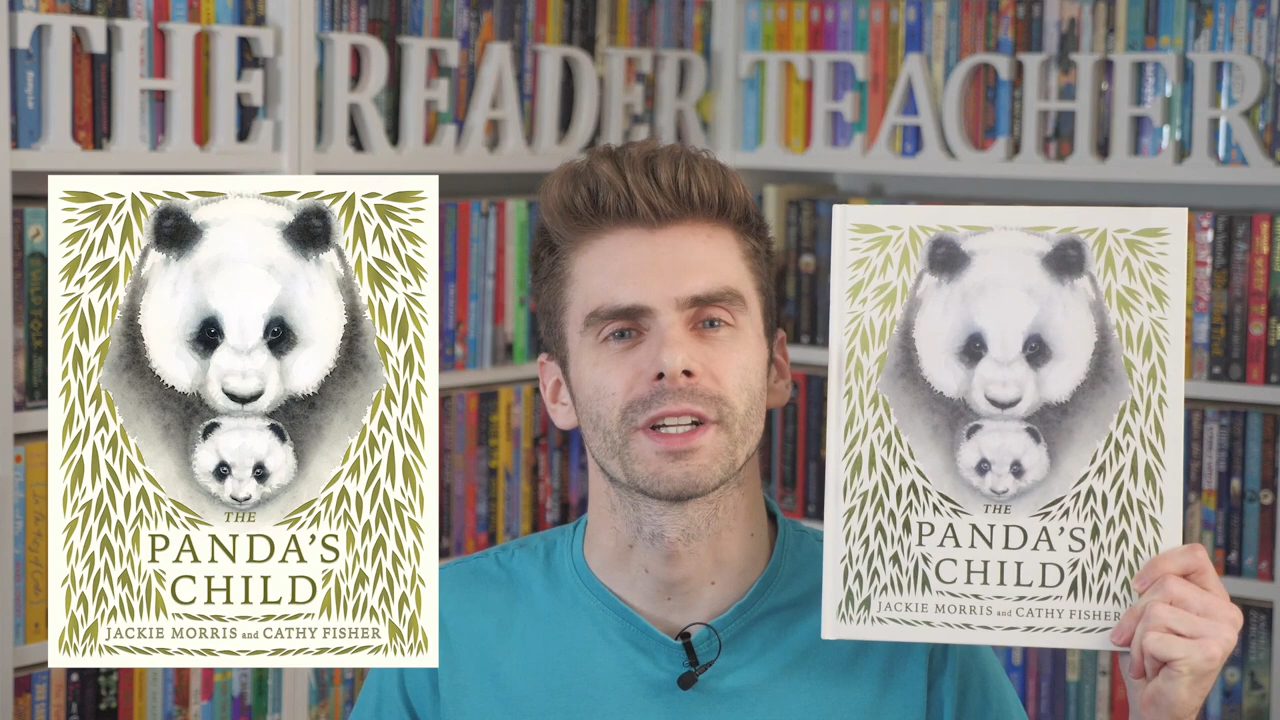 THE READER TEACHER
THE
PANDA'S
CHILD
JACKIE MORRIS and CATHY FISHER
THE
PANDA'S
CHILD
JACKIE MORRIS and CATHY FISHER